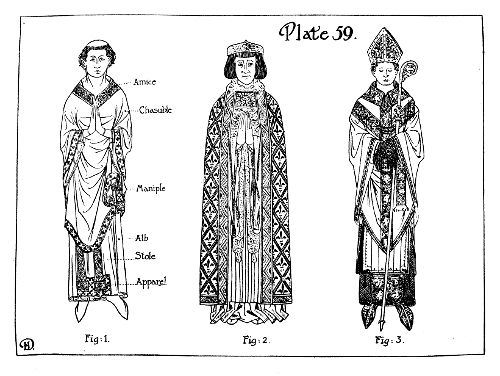 Plate 59.
Amice
Chasuble
Maniple
Alb
Stole
Apparel
Fig: 1.
Fig: 2.
Fig: 3.